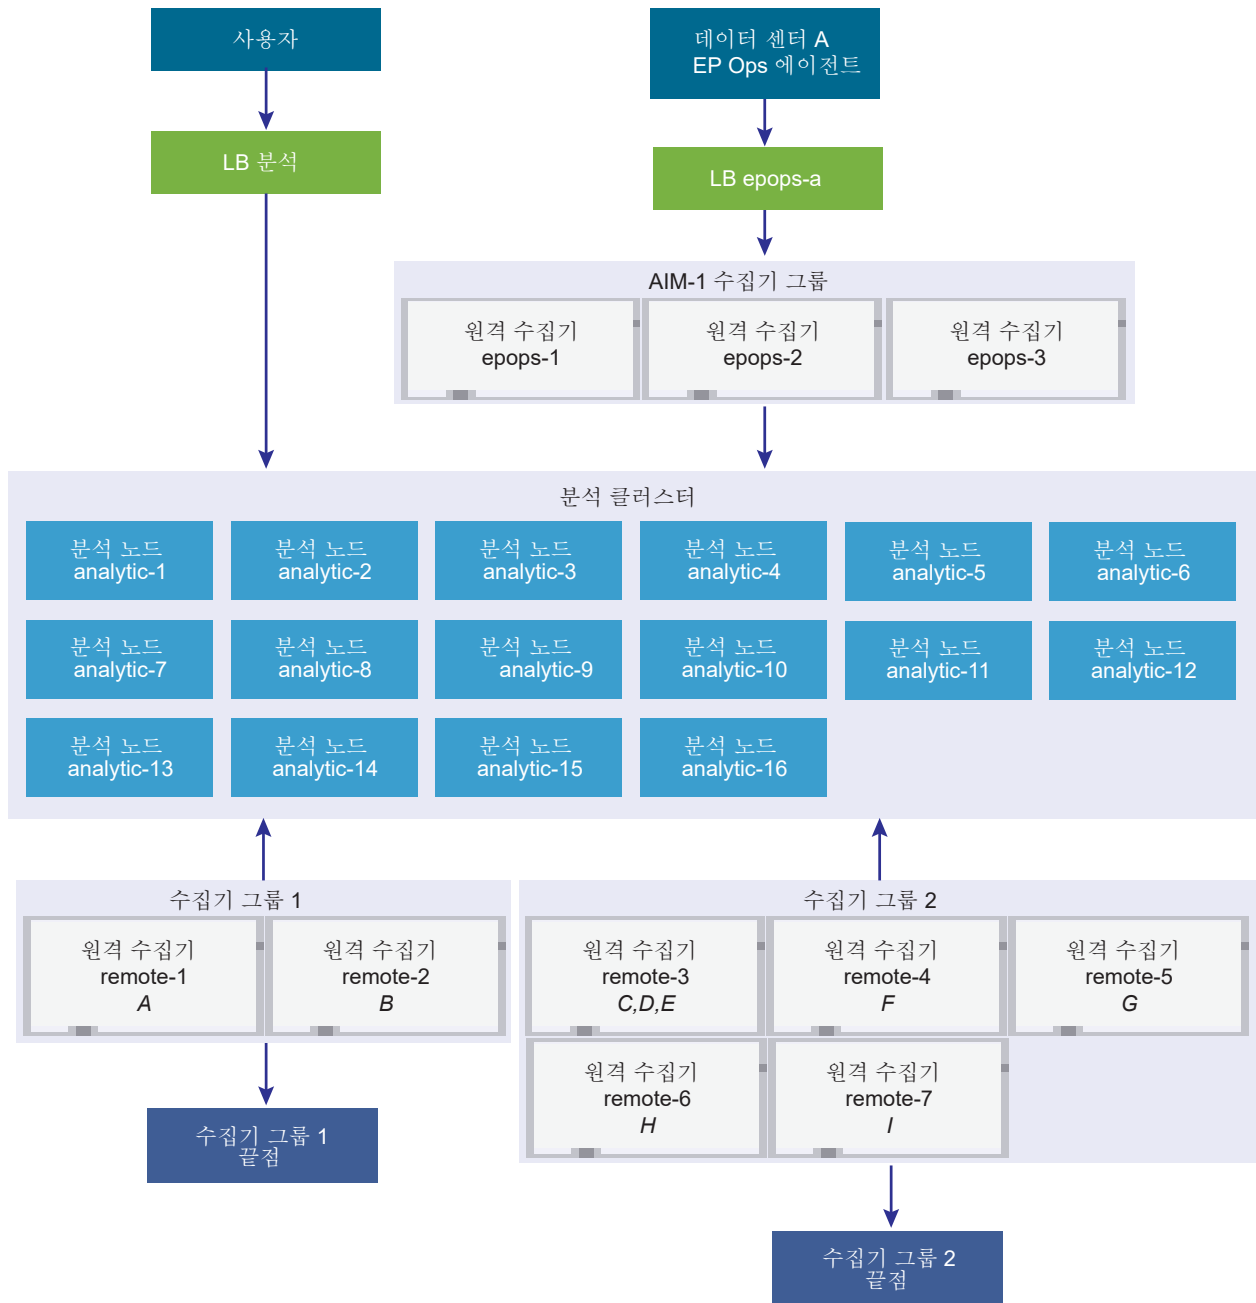 사용자
데이터 센터 A
EP Ops 에이전트
LB 분석
LB epops-a
AIM-1 수집기 그룹
원격 수집기
epops-1
원격 수집기
epops-2
원격 수집기
epops-3
분석 클러스터
분석 노드
analytic-1
분석 노드
analytic-2
분석 노드
analytic-3
분석 노드
analytic-4
분석 노드
analytic-5
분석 노드
analytic-6
분석 노드
analytic-7
분석 노드
analytic-8
분석 노드
analytic-9
분석 노드
analytic-10
분석 노드
analytic-11
분석 노드
analytic-12
분석 노드
analytic-13
분석 노드
analytic-14
분석 노드
analytic-15
분석 노드
analytic-16
수집기 그룹 1
원격 수집기
remote-1
A
원격 수집기
remote-2
B
수집기 그룹 1
끝점
수집기 그룹 2
원격 수집기
remote-3
C,D,E
원격 수집기
remote-4
F
원격 수집기
remote-5
G
원격 수집기
remote-6
H
원격 수집기
remote-7
I
수집기 그룹 2
끝점